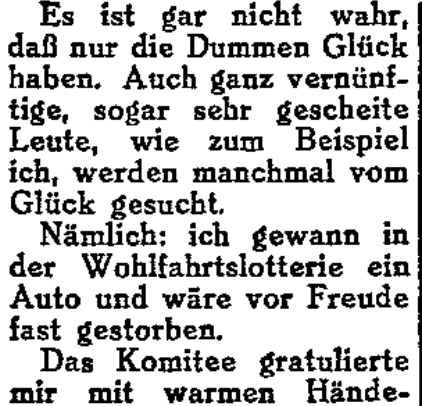 Es ist gar nicht wahr,
daß nur die Dummen Glück
haben. Auch ganz vernünf-
tige, sogar sehr gescheite
Leute, wie zum Beispiel
ich, werden manchmal vom
Glück gesucht.
Nämlich: ich gewann in
der Wohlfahrtslotterie ein
Auto und wäre vor Freude
fast gestorben.
Das Komitee gratulierte
mir mit warmen Hände-